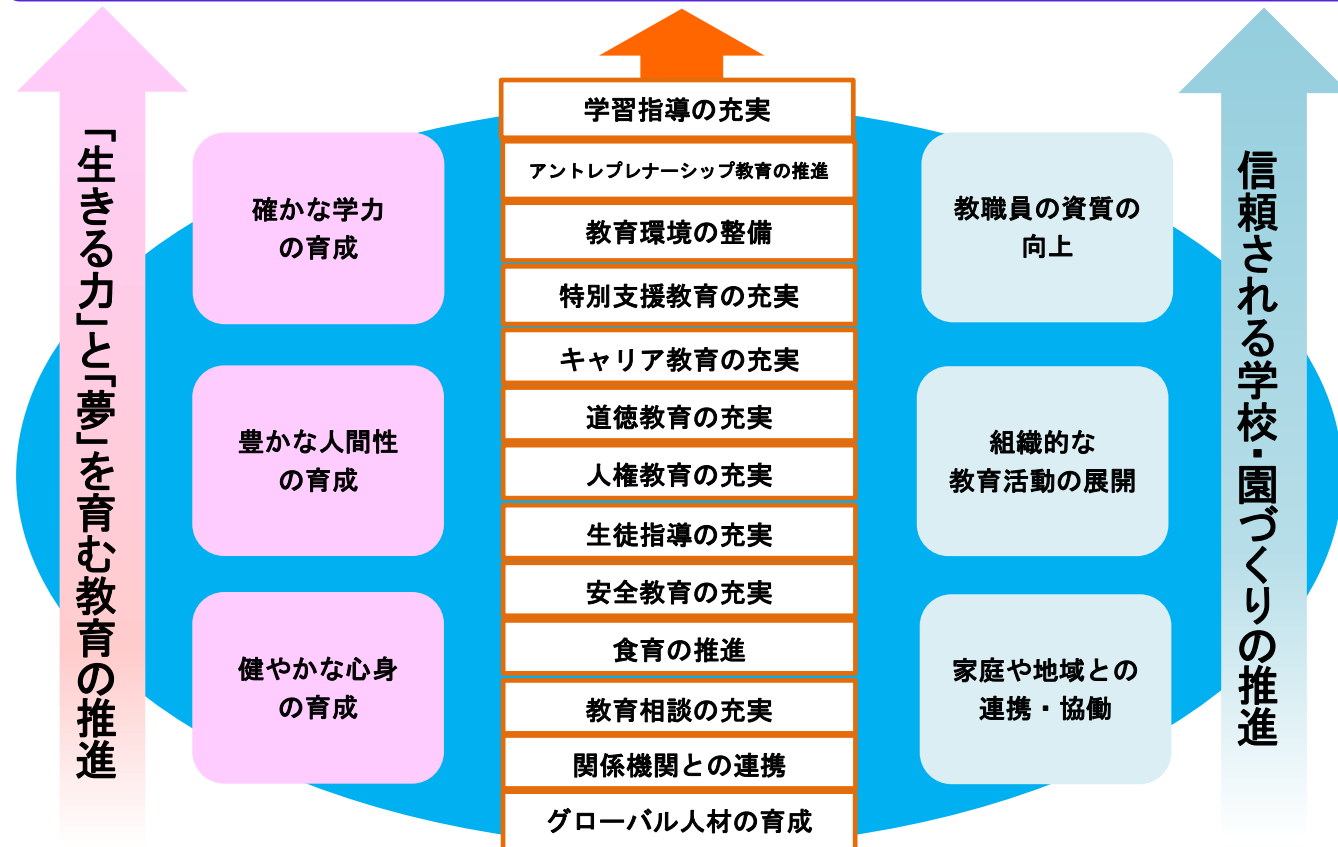 「生きる力」と「夢」を育む教育の推進
確かな学力
の育成
豊かな人間性
の育成
健やかな心身
の育成
学習指導の充実
アントレプレナーシップ教育の推進
教育環境の整備
特別支援教育の充実
キャリア教育の充実
道徳教育の充実
人権教育の充実
生徒指導の充実
安全教育の充実
食育の推進
教育相談の充実
関係機関との連携
グローバル人材の育成
教職員の資質の
向上
組織的な
教育活動の展開
家庭や地域との
連携・協働
信頼される学校・園づくりの推進